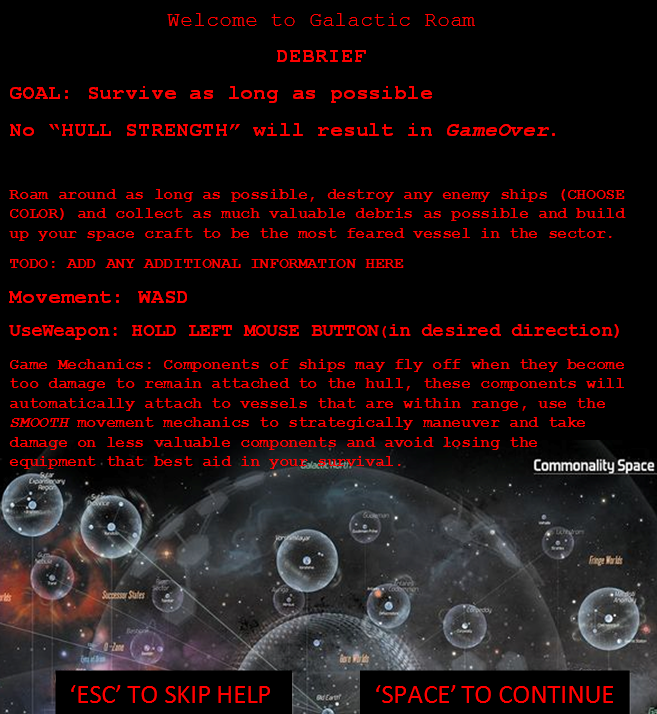 Welcome to Galactic Roam
DEBRIEF
GOAL: Survive as long as possible
No “HULL STRENGTH” will result in GameOver.
Roam around as long as possible, destroy any enemy ships (CHOOSE
COLOR) and collect as much valuable debris as possible and build
up your space craft to be the most feared vessel in the sector.
TODO: ADD ANY ADDITIONAL INFORMATION HERE
Movement: WASD
UseWeapon: HOLD LEFT MOUSE BUTTON(in desired direction)
Game Mechanics: Components of ships may fly off when they become
too damage to remain attached to the hull, these components will
automatically attach to vessels that are within range, use the
SMOOTH movement mechanics to strategically maneuver and take
damage on less valuable components and avoid losing the
equipment that best aid in your survival.
Galactic North
Commonality Space
Expansionary
Region
Fringe Worlds
Successor States
Q-Zone
Core Worlds
Old Earth
‘ESC’ TO SKIP HELP
‘SPACE’ TO CONTINUE